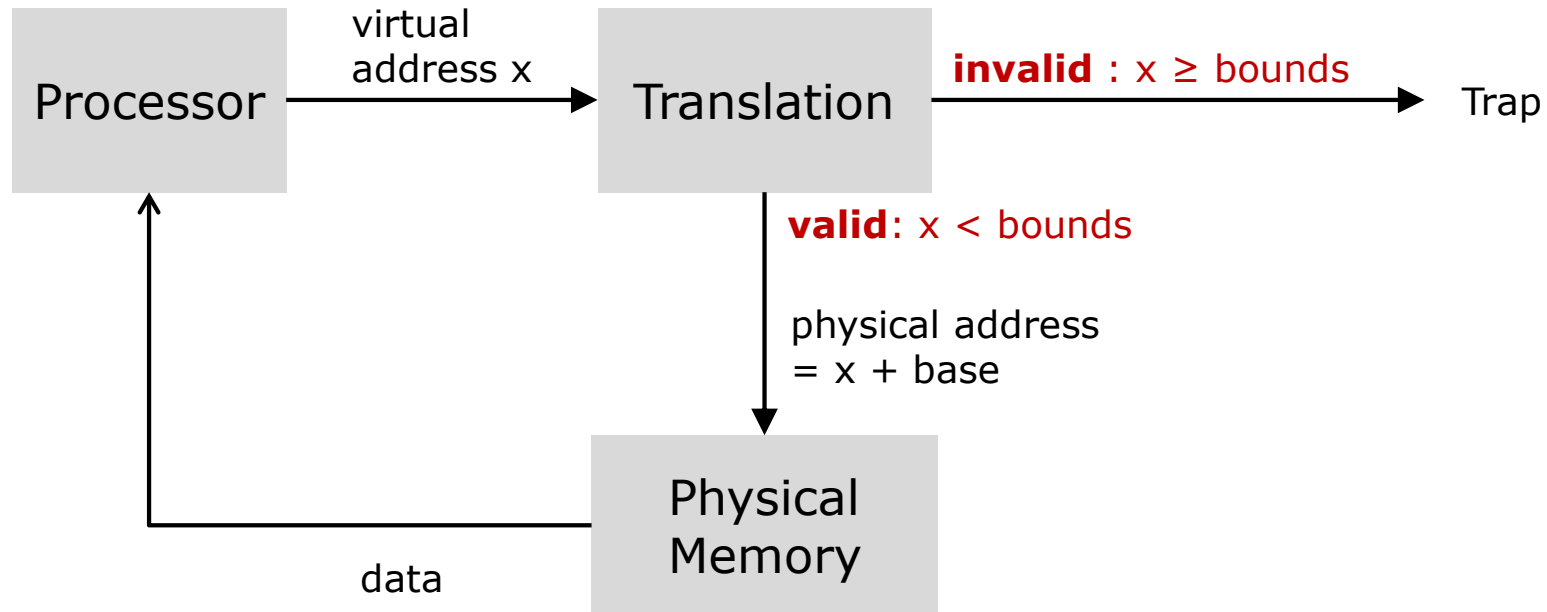 virtual
address x
Processor
Translation
invalid : x ≥ bounds
Trap
valid: x < bounds
physical address
= x + base
Physical
Memory
data